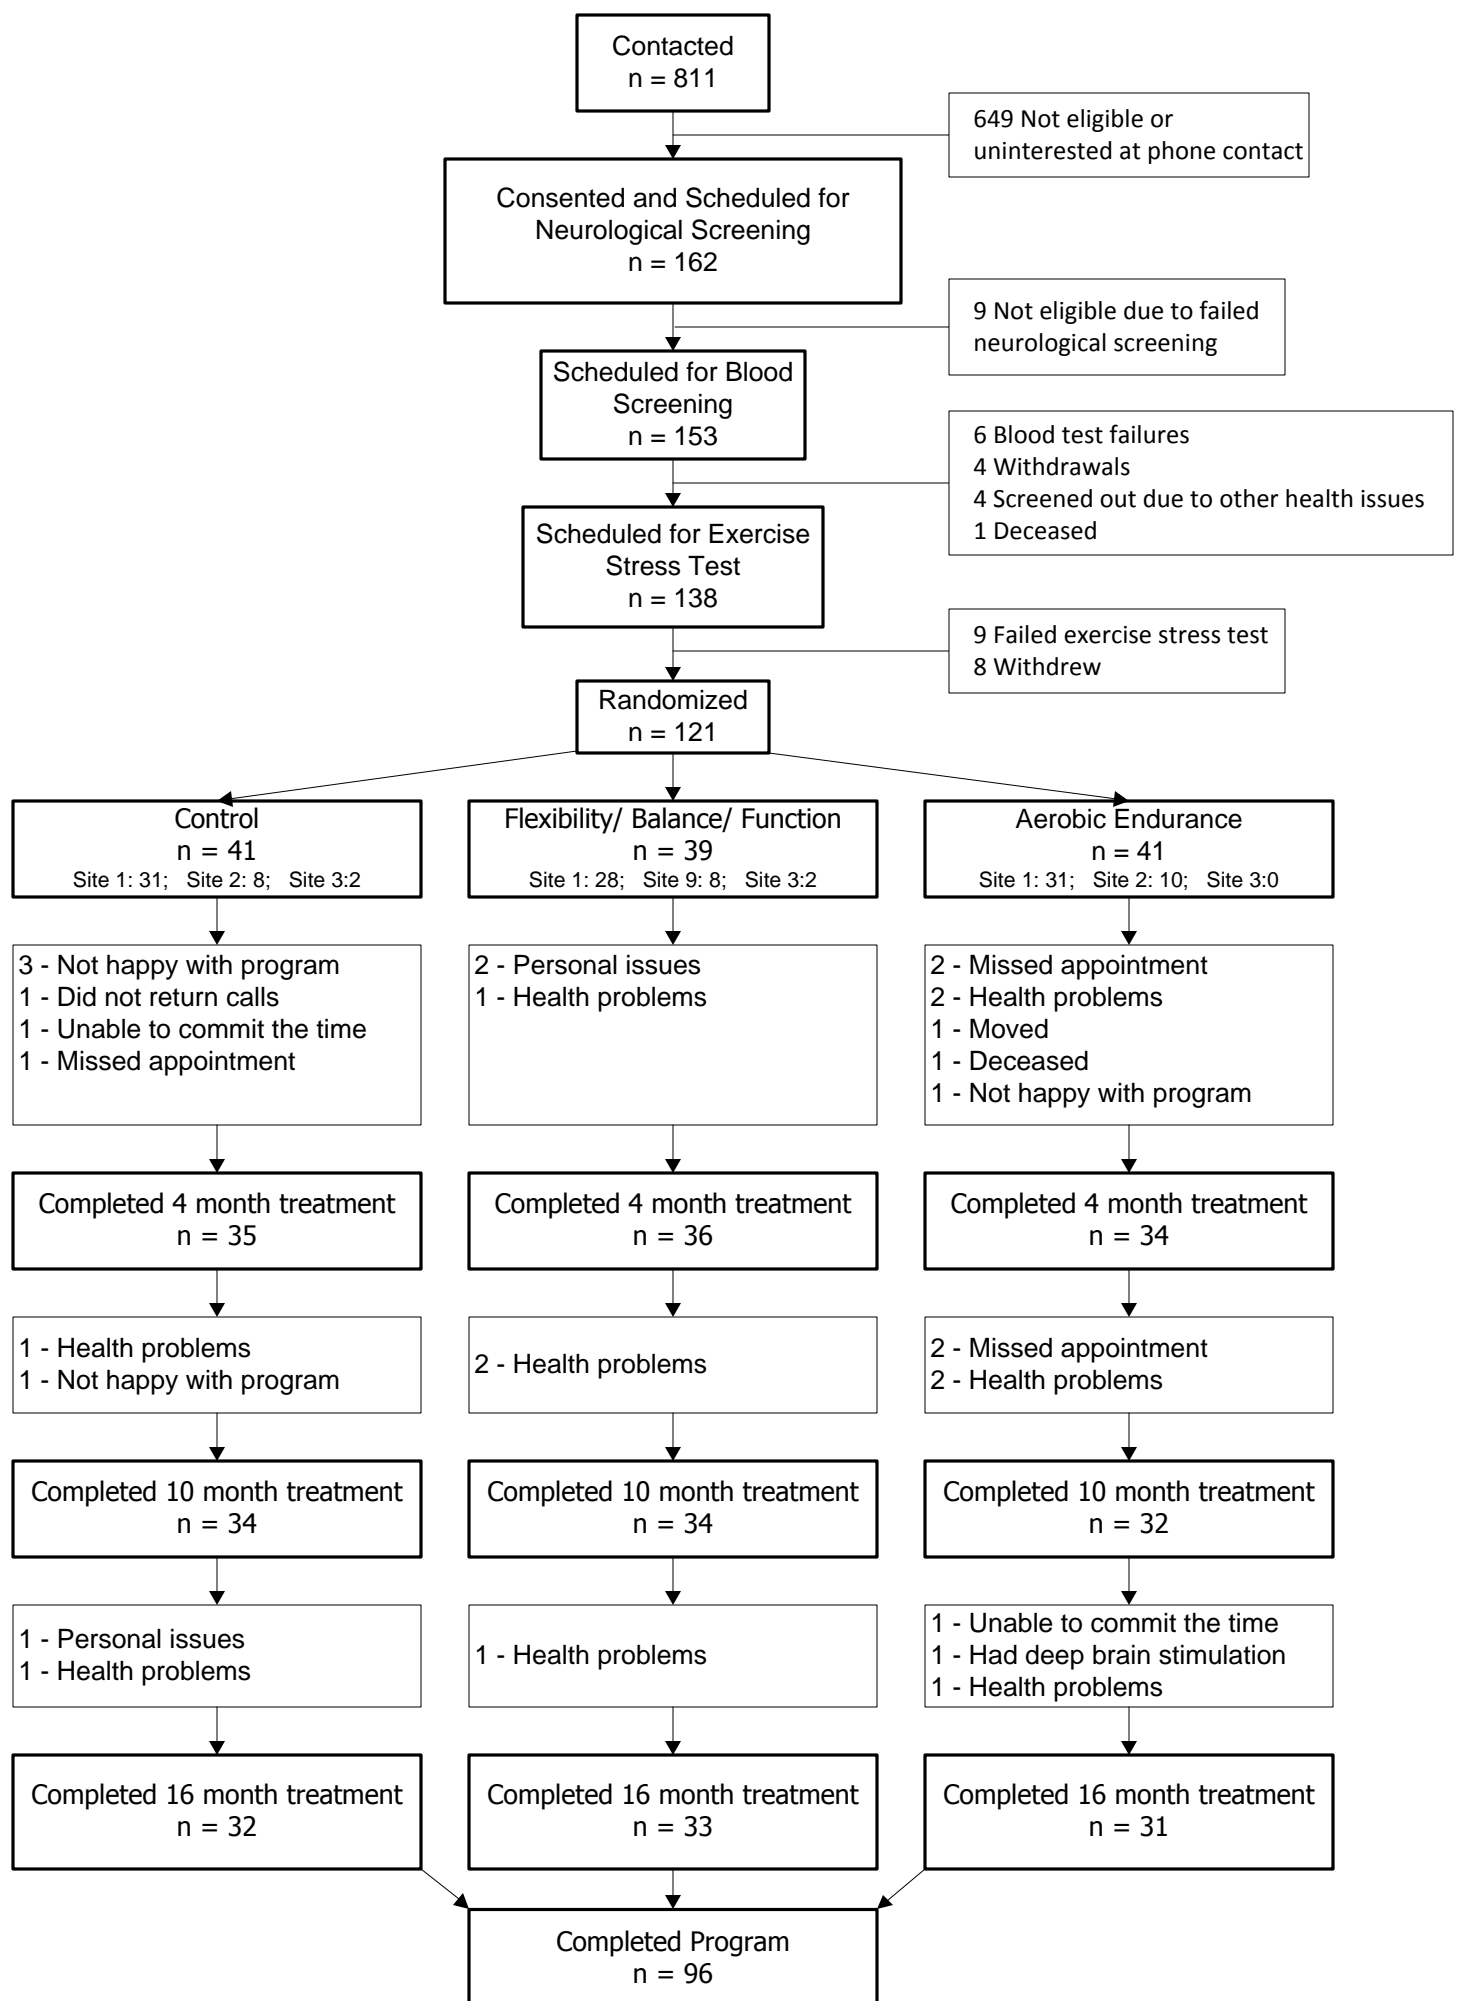 Contacted
n = 811
649 Not eligible or
uninterested at phone contact
Consented and Scheduled for
Neurological Screening
n = 162
9 Not eligible due to failed
neurological screening
Scheduled for Blood
Screening
n = 153
6 Blood test failures
4 Withdrawals
4 Screened out due to other health issues
1 Deceased
Scheduled for Exercise
Stress Test
n = 138
9 Failed exercise stress test
8 Withdrew
Randomized
n = 121
Control
n = 41
Site 1: 31; Site 2: 8; Site 3:2
Flexibility/ Balance/ Function
n = 39
Site 1: 28; Site 9: 8; Site 3:2
Aerobic Endurance
n = 41
Site 1: 31; Site 2: 10; Site 3:0
3 - Not happy with program
1 - Did not return calls
1 - Unable to commit the time
1 - Missed appointment
2 - Personal issues
1 - Health problems
2 - Missed appointment
2 - Health problems
1 - Moved
1 - Deceased
1 - Not happy with program
Completed 4 month treatment
n = 35
Completed 4 month treatment
n = 36
Completed 4 month treatment
n = 34
1 - Health problems
1 - Not happy with program
2 - Health problems
2 - Missed appointment
2 - Health problems
Completed 10 month treatment
n = 34
Completed 10 month treatment
n = 34
Completed 10 month treatment
n = 32
1 - Personal issues
1 - Health problems
1 - Health problems
1 - Unable to commit the time
1 - Had deep brain stimulation
1 - Health problems
Completed 16 month treatment
n = 32
Completed 16 month treatment
n = 33
Completed 16 month treatment
n = 31
Completed Program
n = 96